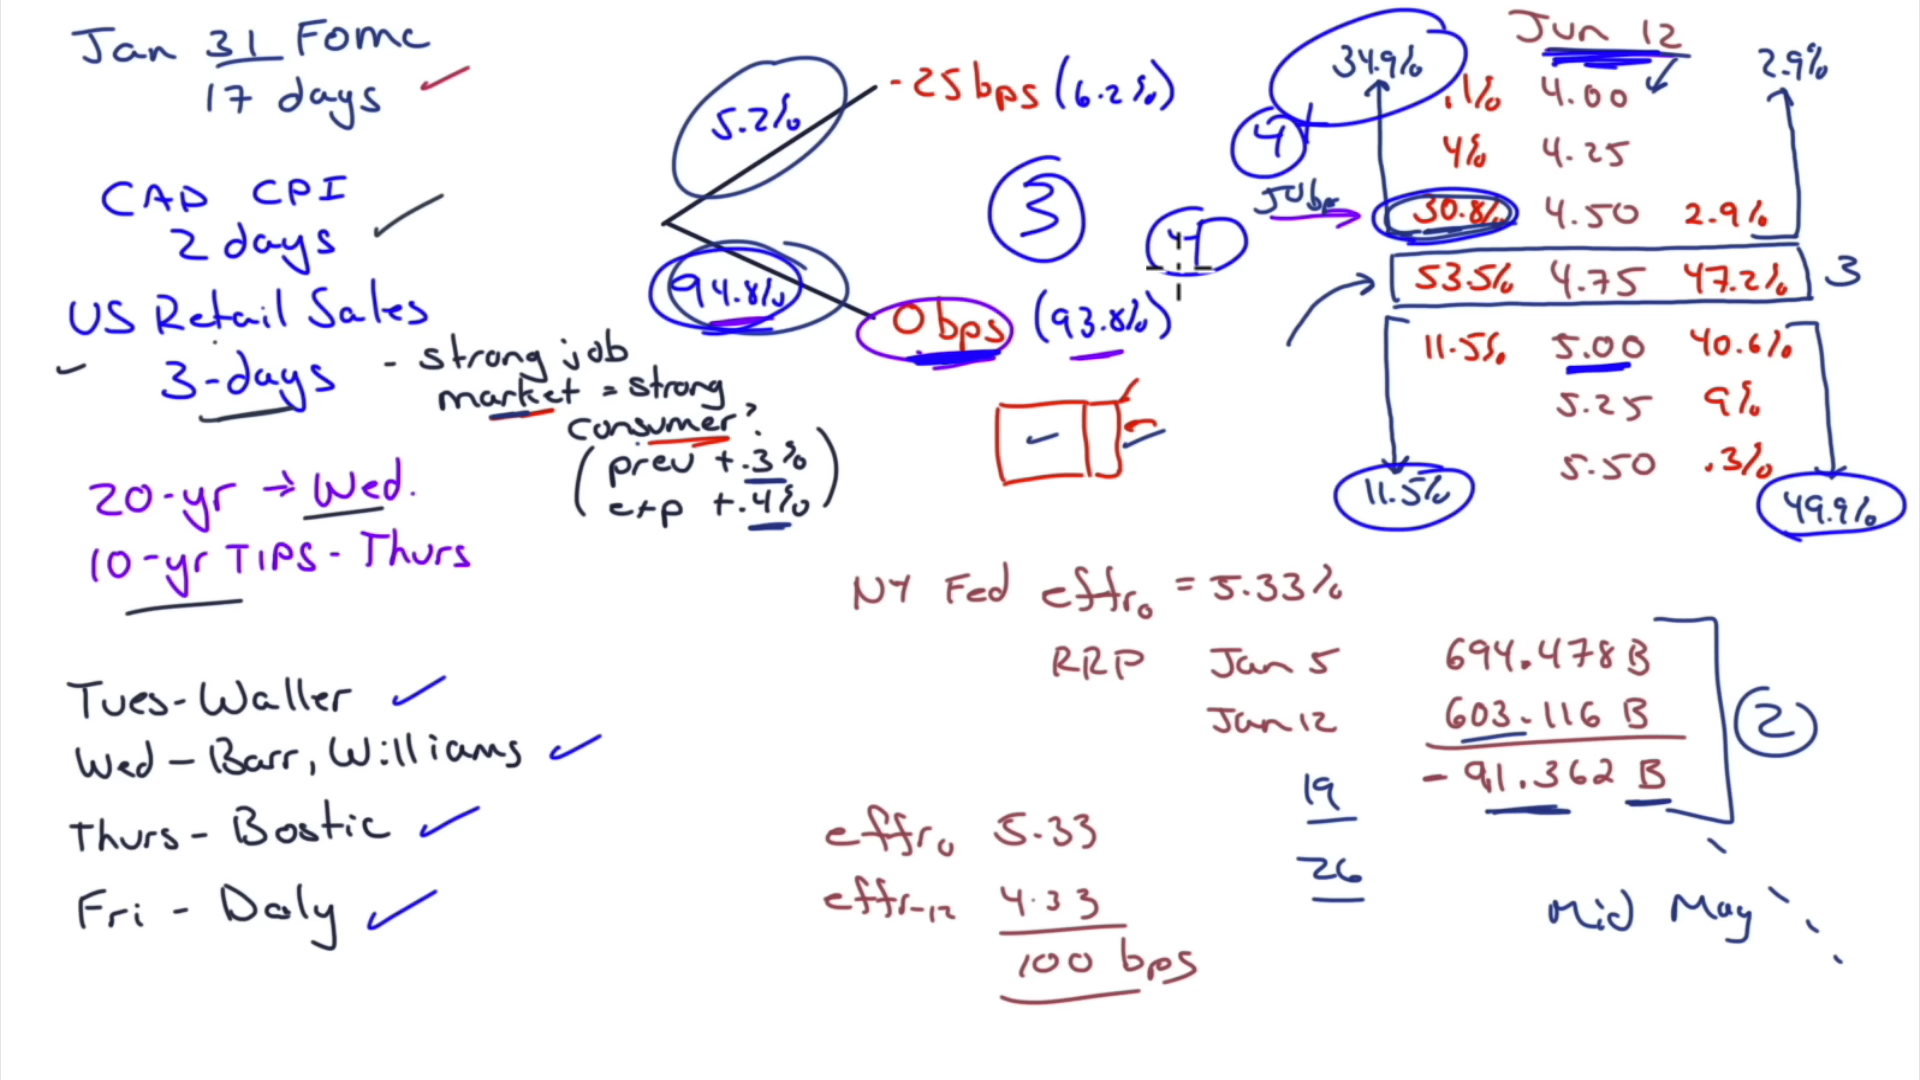 Jan 31 Fomc
17 days
CAD CPI
2 days
US Retail Sales
3-days
- strong job
market = strong
consumer?
(prev +.3%
exp +.4%)
20-yr → Wed.
10-yr TIPS - Thurs
Tues - Waller
Wed - Barr, Williams
Thurs - Bostic
Fri - Daly
5.2%
-25bps (6.2%)
94.8%
0 bps (93.8%)
3
4
34.9%
4
Jun 12
2.9%
.1% 4.00
4% 4.25
30.8% 4.50 2.9%
53.5% 4.75 47.2% 3
11.5% 5.00 40.6%
5.25 9%
5.50 .3%
11.5%
49.9%
NY Fed effr₀ = 5.33%
RRP Jan 5 694.478 B
Jan 12 603.116 B
- 91.362 B
2
19
26
Mid May
effr₀ 5.33
effr-12 4.33
100 bps